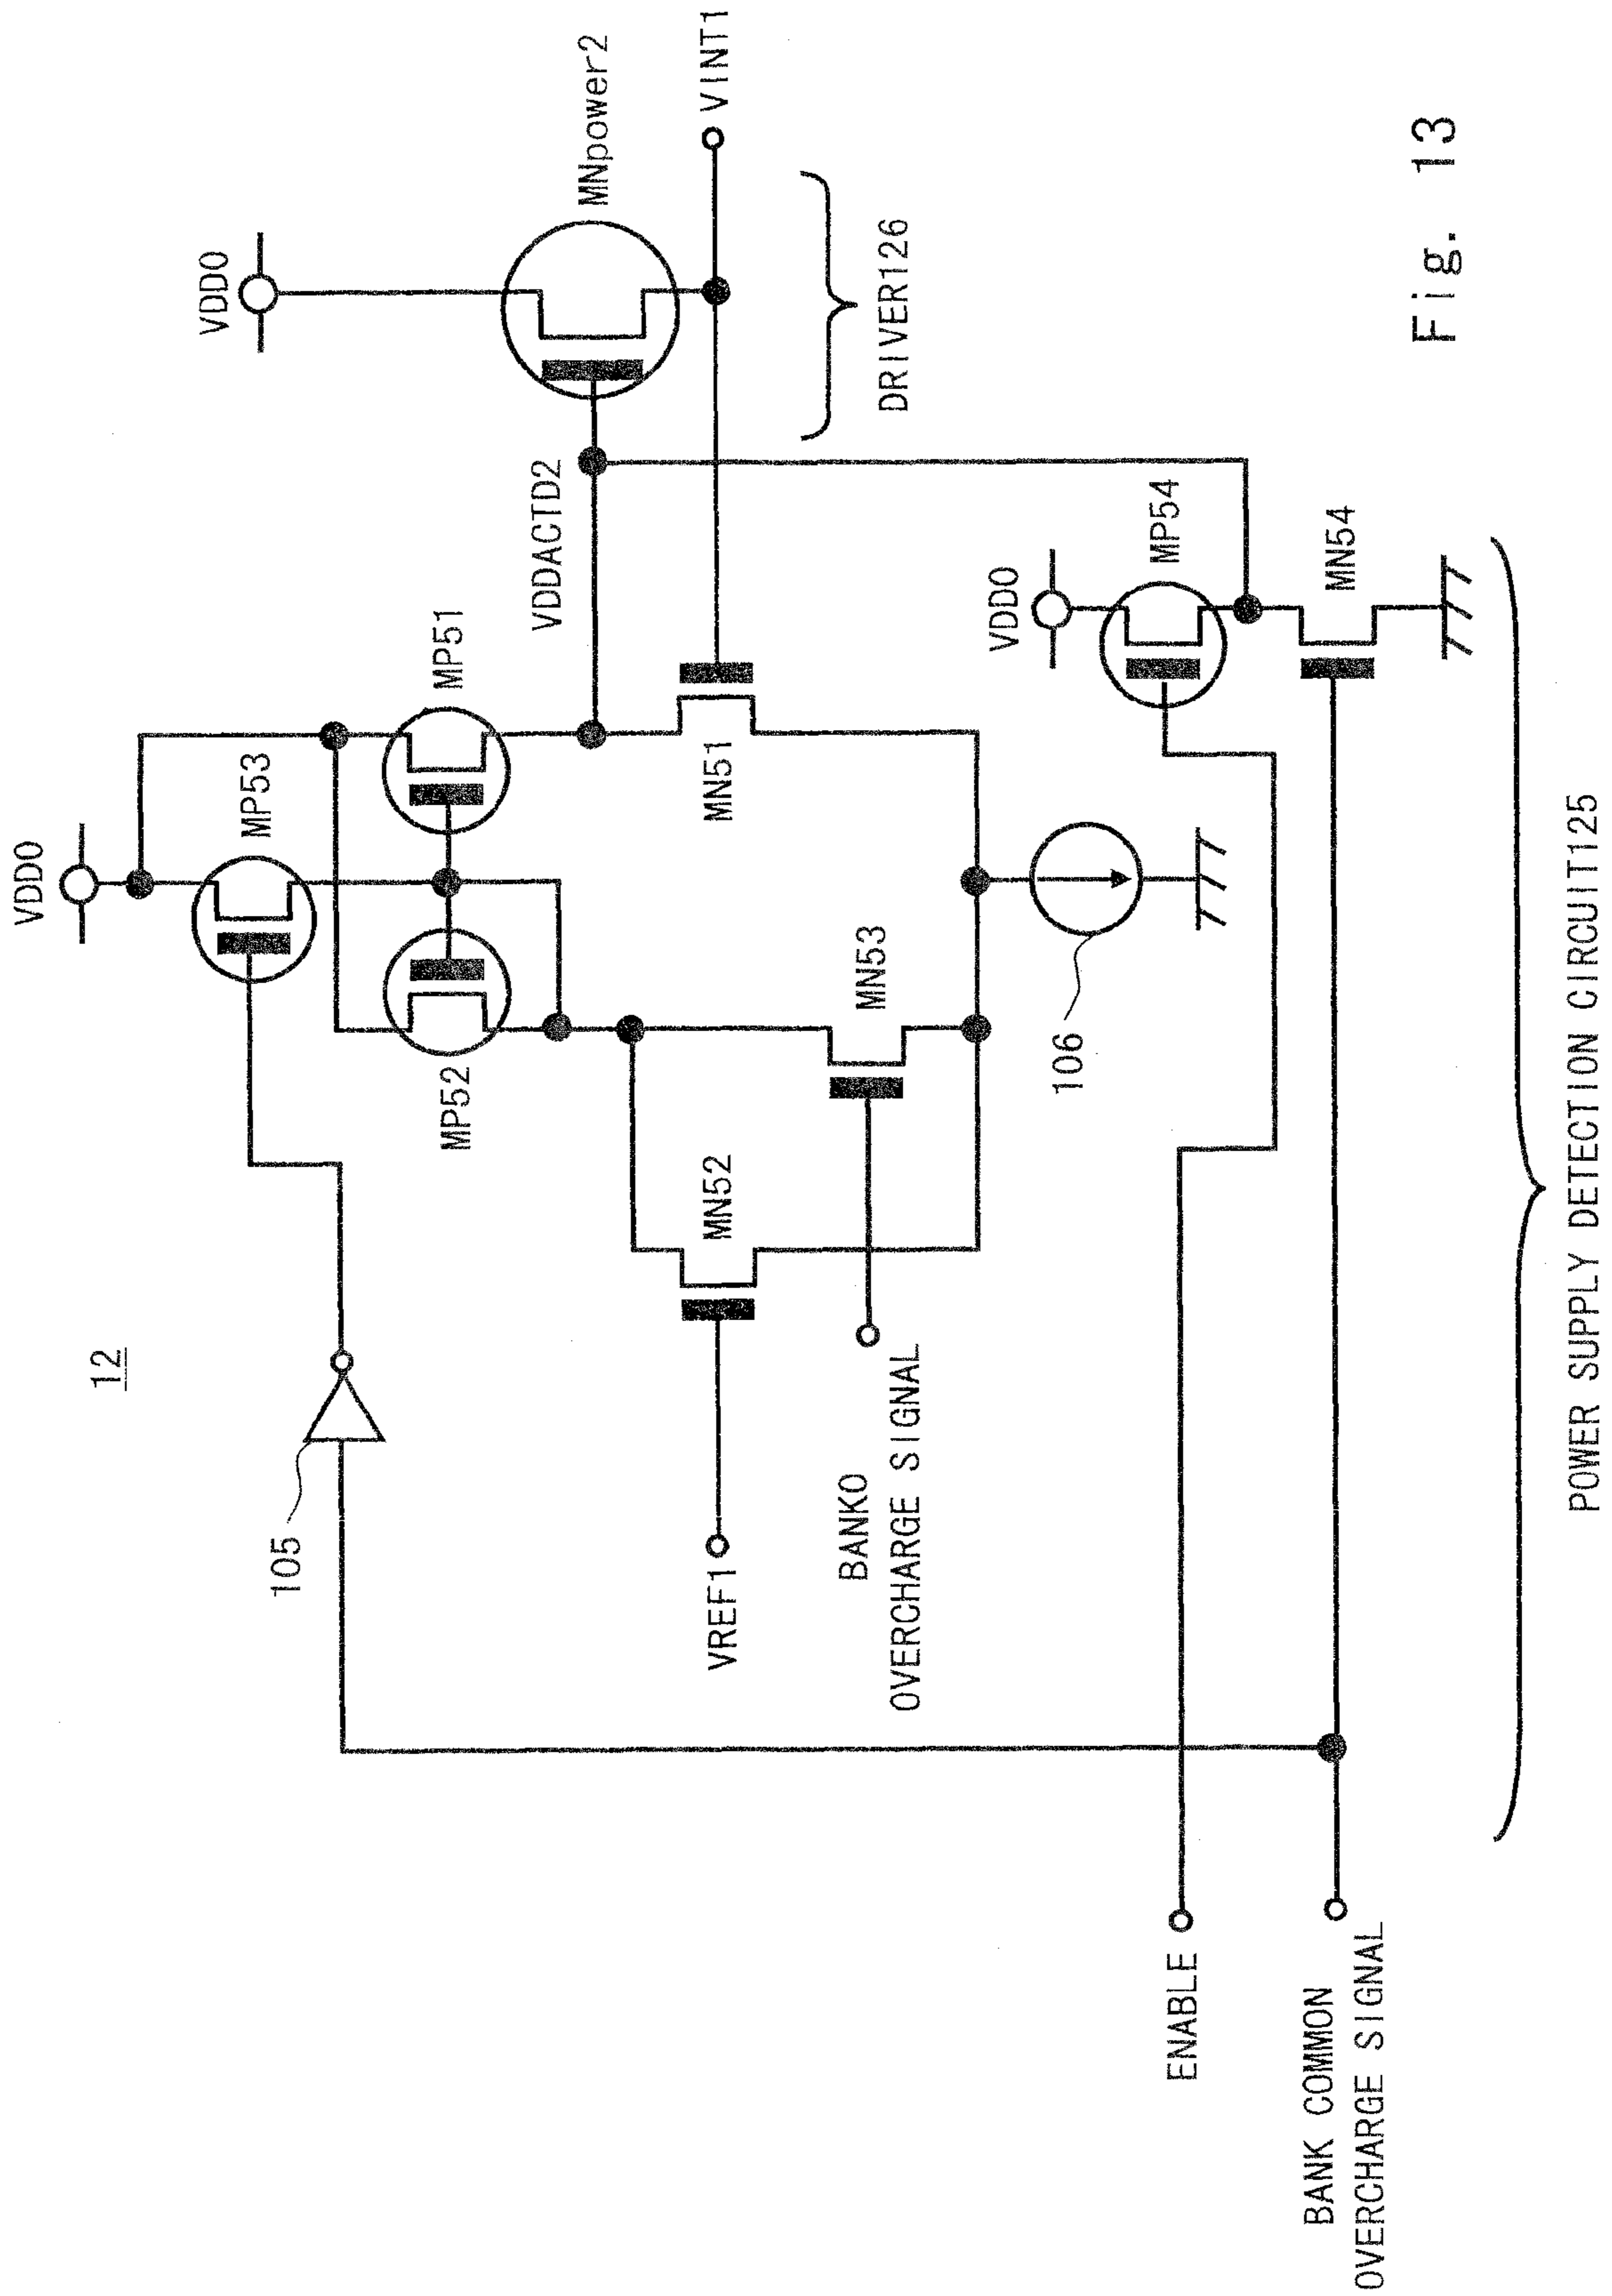 12
VDD0
MP53
VDD0
MNpower2
VINT1
105
MP52
MP51
VDDACTD2
DRIVER126
MN52
MN51
VREF1
BANK0
OVERCHARGE SIGNAL
MN53
106
VDD0
MP54
MN54
ENABLE
BANK COMMON
OVERCHARGE SIGNAL
POWER SUPPLY DETECTION CIRCUIT125
Fig. 13